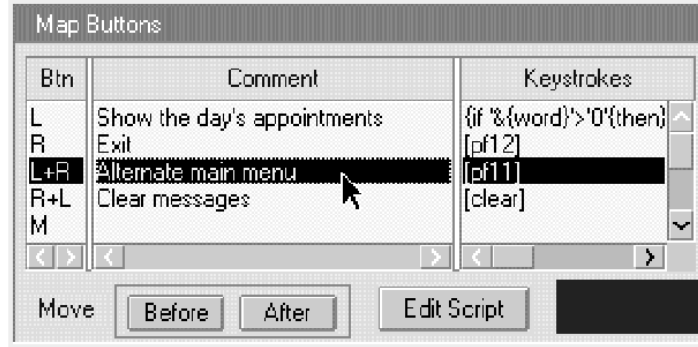 Map Buttons
Btn Comment Keystrokes
L Show the day's appointments {if '&{word}'>'0'{then}
R Exit [pf12]
L+R Alternate main menu [pf11]
R+L Clear messages [clear]
M
Move Before After Edit Script